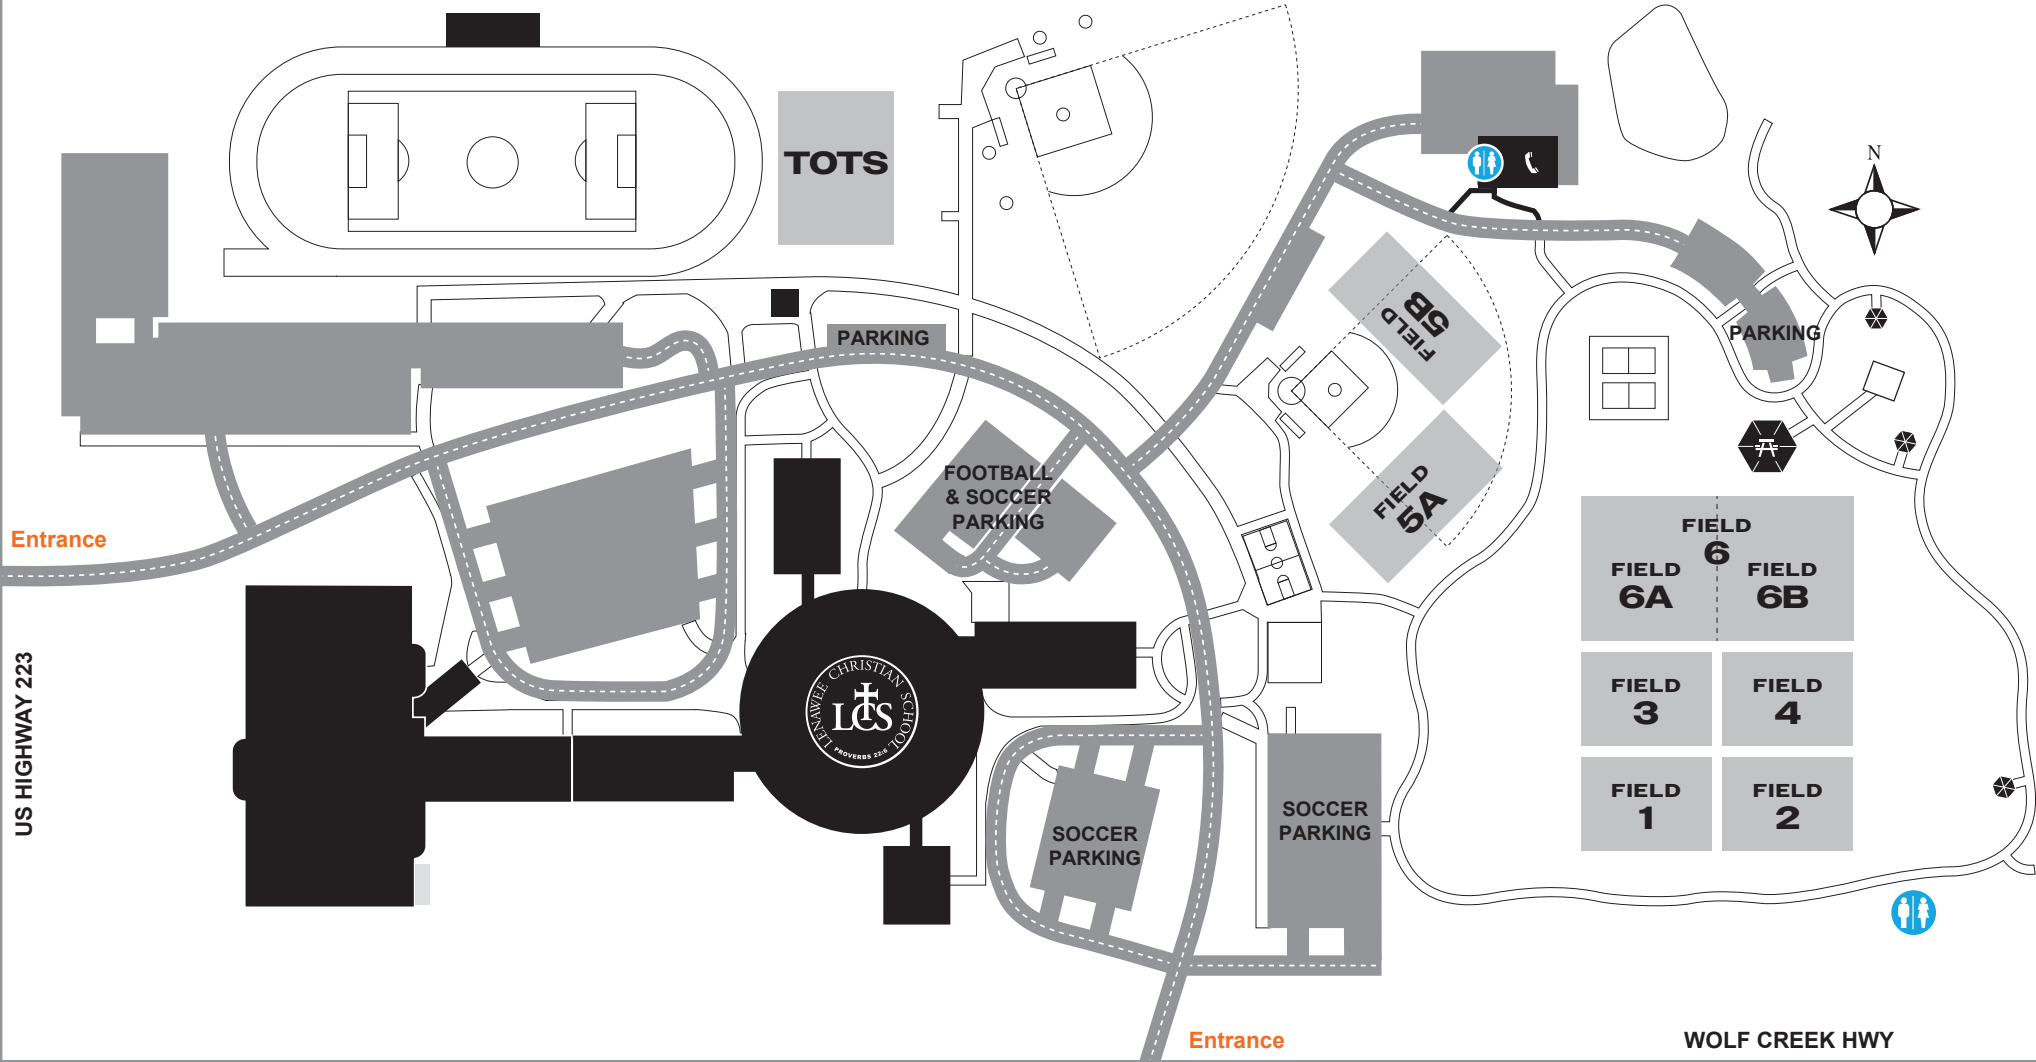 TOTS
N
FIELD
5B
PARKING
PARKING
FOOTBALL
& SOCCER
PARKING
FIELD
5A
Entrance
FIELD
6
FIELD
6A
FIELD
6B
US HIGHWAY 223
LENAWEE CHRISTIAN SCHOOL
LCS
PROVERBS 22:6
FIELD
3
FIELD
4
FIELD
1
FIELD
2
SOCCER
PARKING
SOCCER
PARKING
Entrance
WOLF CREEK HWY